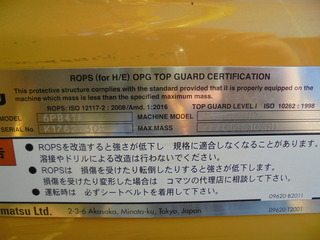 ROPS (for H/E) OPG TOP GUARD CERTIFICATION
This protective structure complies with the standard provided that it is properly equipped on the
machine which mass is less than the specified maximum mass.
ROPS: ISO 12117-2 : 2008/Amd. 1:2016 TOP GUARD LEVEL I / ISO 10262 : 1998
MODEL MACHINE MODEL
SERIAL No. MAX.MASS
● ROPSを改造すると強さが低下し 規格に適合しなくなることがあります。
溶接やドリルによる改造は行わないでください。
● ROPSは 損傷を受けたり転倒したりすると強さが低下します。
損傷を受けたり変形した場合は コマツの代理店に相談して下さい。
● 運転時は 必ずシートベルトを着用して下さい。
09620-B2011
matsu Ltd. 2-3-6 Akasaka, Minato-ku, Tokyo, Japan 09620-T2001